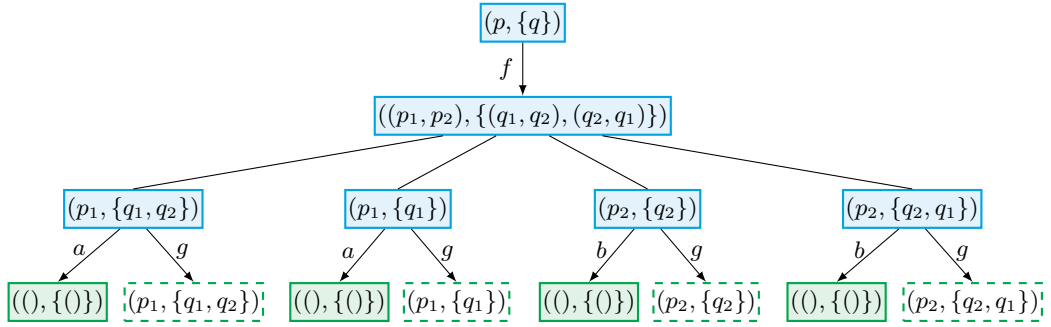 (p, {q})
f
((p₁, p₂), {(q₁, q₂), (q₂, q₁)})
(p₁, {q₁, q₂}) (p₁, {q₁}) (p₂, {q₂}) (p₂, {q₂, q₁})
a g a g b g b g
((), {()}) (p₁, {q₁, q₂}) ((), {()}) (p₁, {q₁}) ((), {()}) (p₂, {q₂}) ((), {()}) (p₂, {q₂, q₁})